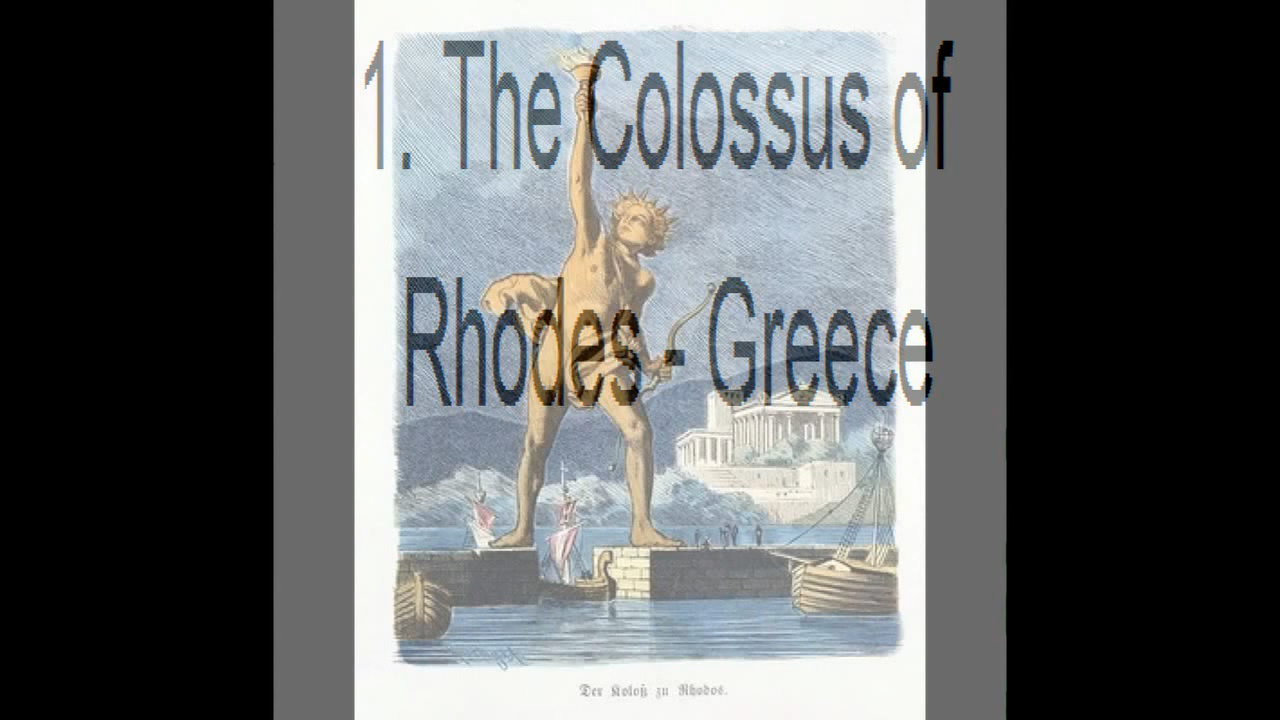 1. The Colossus of
Rhodes - Greece
Der Koloß zu Rhodos.